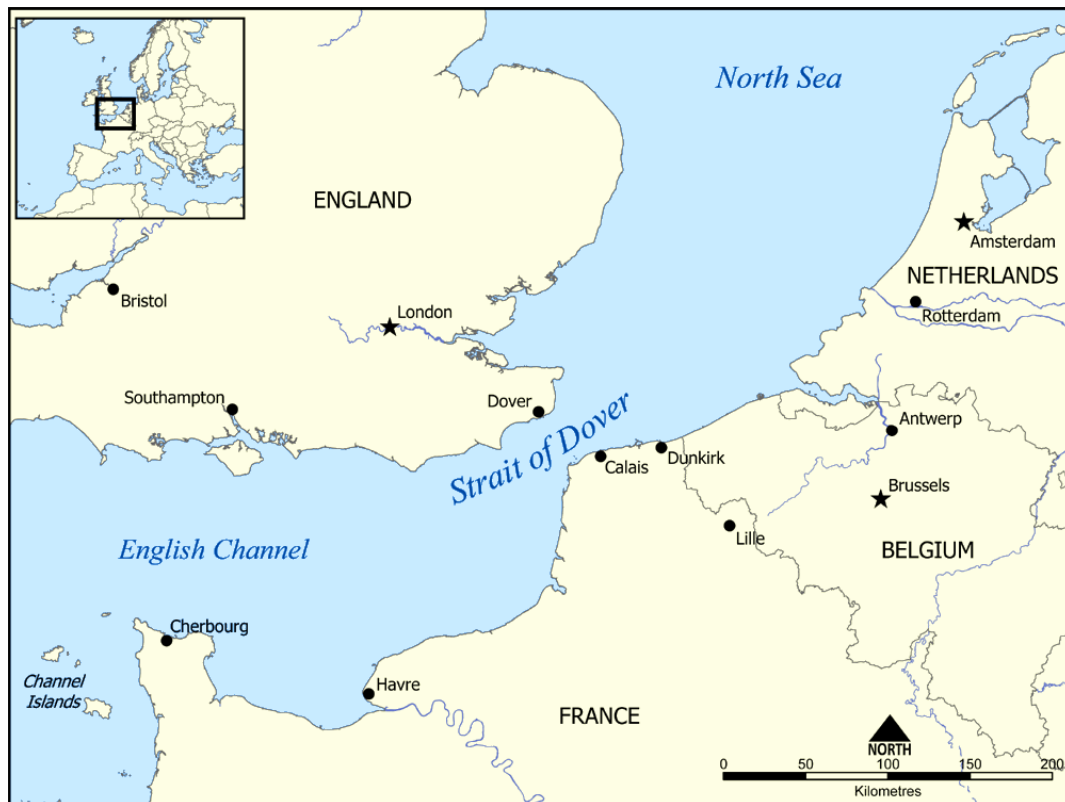 North Sea
ENGLAND
Amsterdam
NETHERLANDS
Bristol
London
Rotterdam
Southampton
Dover
Strait of Dover
Antwerp
Calais
Dunkirk
Brussels
English Channel
Lille
BELGIUM
Cherbourg
Channel
Islands
Havre
FRANCE
NORTH
0 50 100 150 200
Kilometres